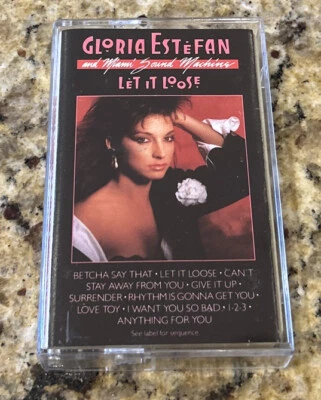 GLORIA ESTEFAN
and Miami Sound Machine
LET IT LOOSE
BETCHA SAY THAT • LET IT LOOSE • CAN'T
STAY AWAY FROM YOU • GIVE IT UP •
SURRENDER • RHYTHM IS GONNA GET YOU •
LOVE TOY • I WANT YOU SO BAD • 1-2-3 •
ANYTHING FOR YOU
See label for sequence